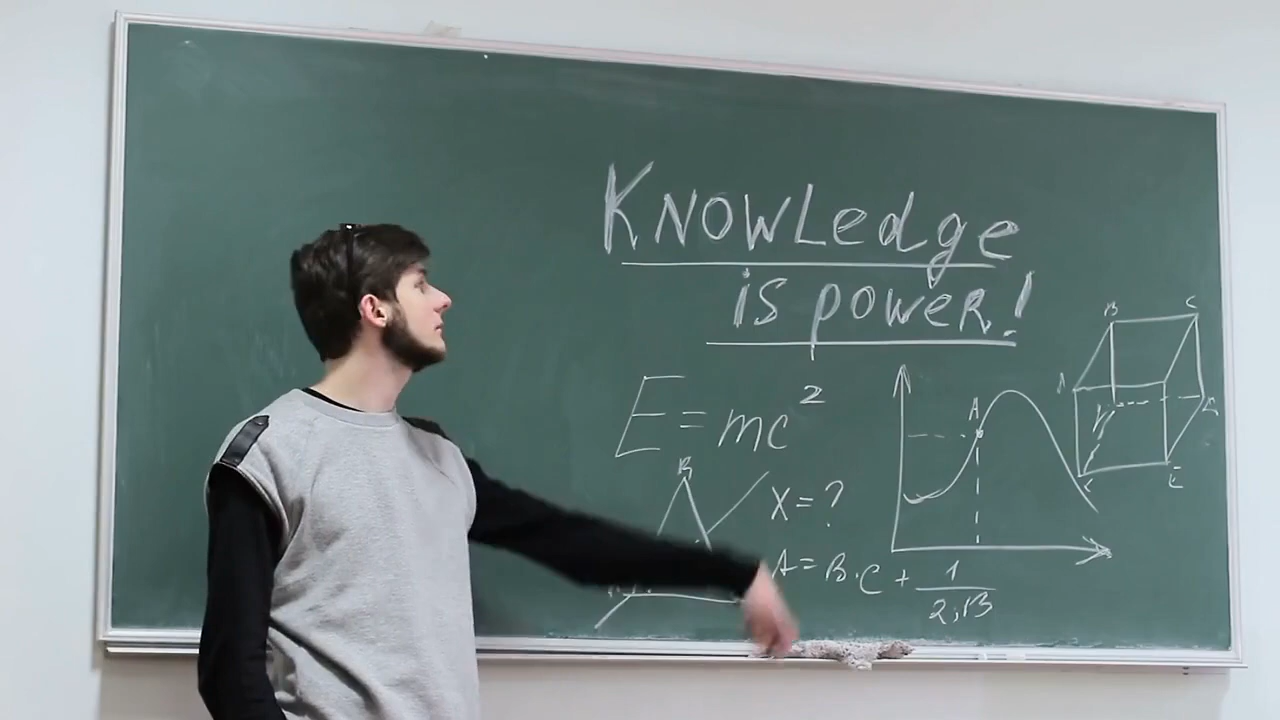 KNOWLedge
is power!
E = mc²
B
X = ?
A = B.C + 1/2,13
A
B C
E